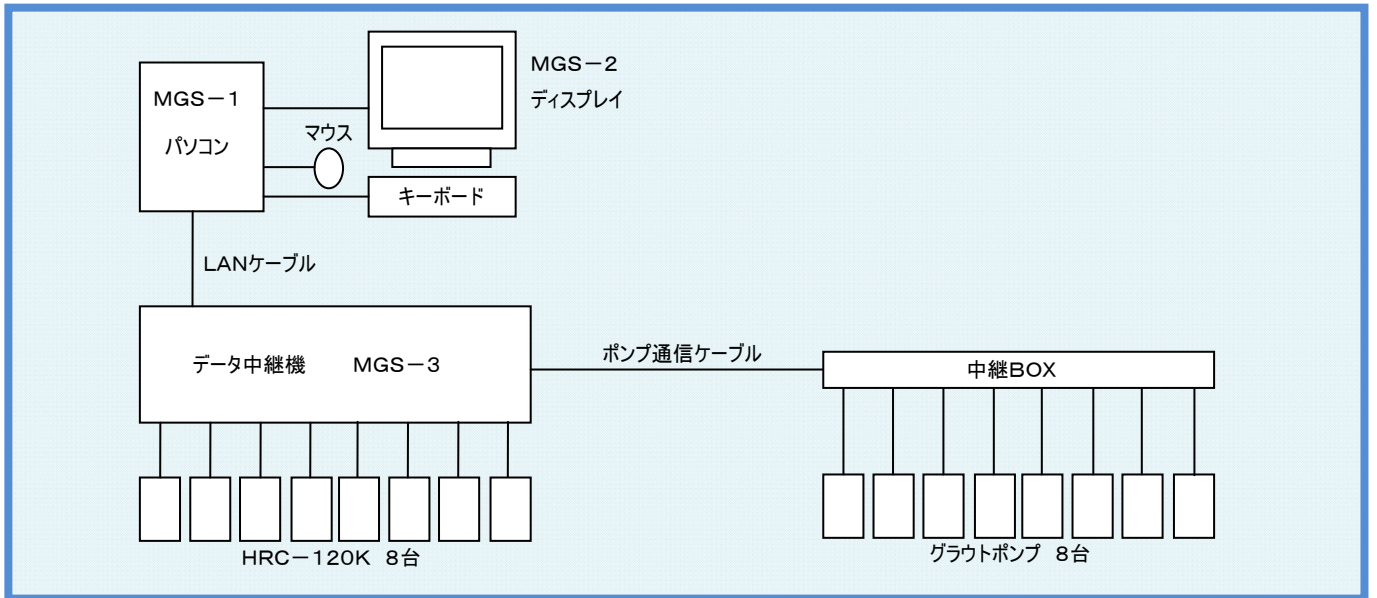 MGS-1
パソコン
マウス
MGS-2
ディスプレイ
キーボード
LANケーブル
データ中継機 MGS-3
ポンプ通信ケーブル
中継BOX
HRC-120K 8台
グラウトポンプ 8台